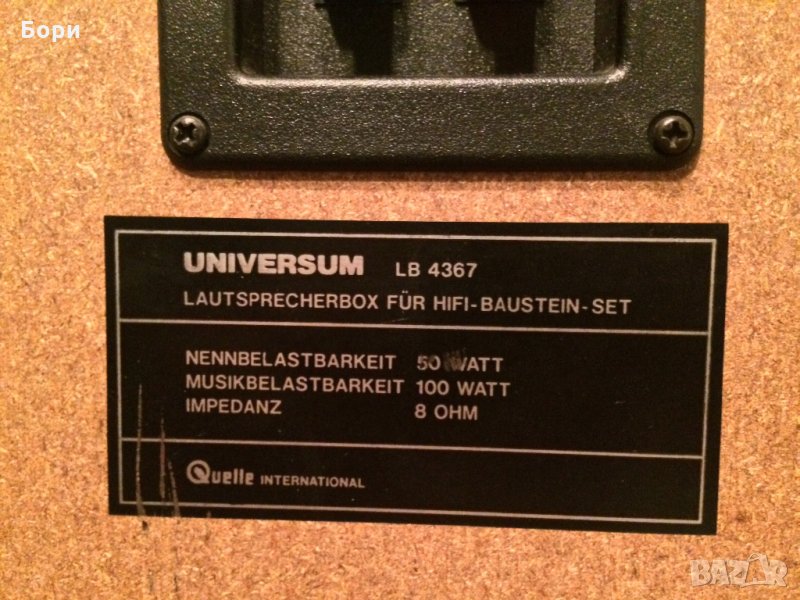 Бори
UNIVERSUM LB 4367
LAUTSPRECHERBOX FÜR HIFI-BAUSTEIN-SET
NENNBELASTBARKEIT 50 WATT
MUSIKBELASTBARKEIT 100 WATT
IMPEDANZ 8 OHM
Quelle INTERNATIONAL
BAZAR